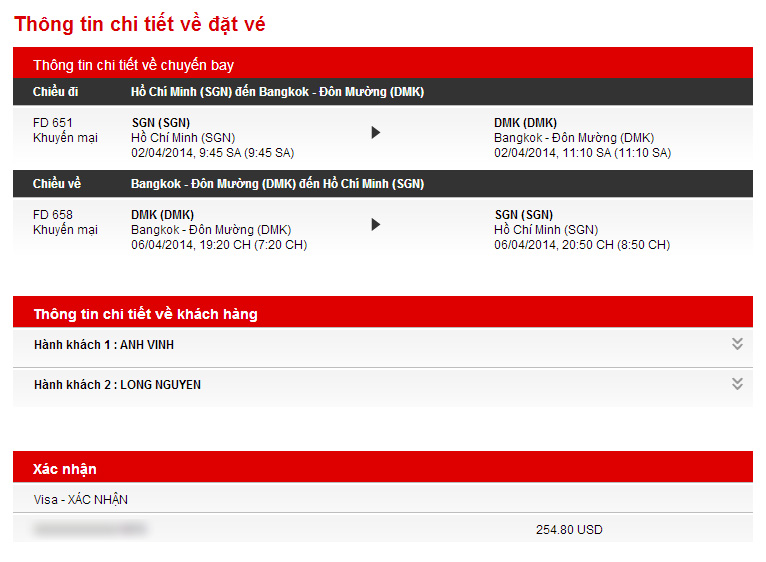 Thông tin chi tiết về đặt vé
Thông tin chi tiết về chuyến bay
Chiều đi Hồ Chí Minh (SGN) đến Bangkok - Đôn Mường (DMK)
FD 651 SGN (SGN) DMK (DMK)
Khuyến mại Hồ Chí Minh (SGN) Bangkok - Đôn Mường (DMK)
02/04/2014, 9:45 SA (9:45 SA) 02/04/2014, 11:10 SA (11:10 SA)
Chiều về Bangkok - Đôn Mường (DMK) đến Hồ Chí Minh (SGN)
FD 658 DMK (DMK) SGN (SGN)
Khuyến mại Bangkok - Đôn Mường (DMK) Hồ Chí Minh (SGN)
06/04/2014, 19:20 CH (7:20 CH) 06/04/2014, 20:50 CH (8:50 CH)
Thông tin chi tiết về khách hàng
Hành khách 1 : ANH VINH
Hành khách 2 : LONG NGUYEN
Xác nhận
Visa - XÁC NHẬN
254.80 USD